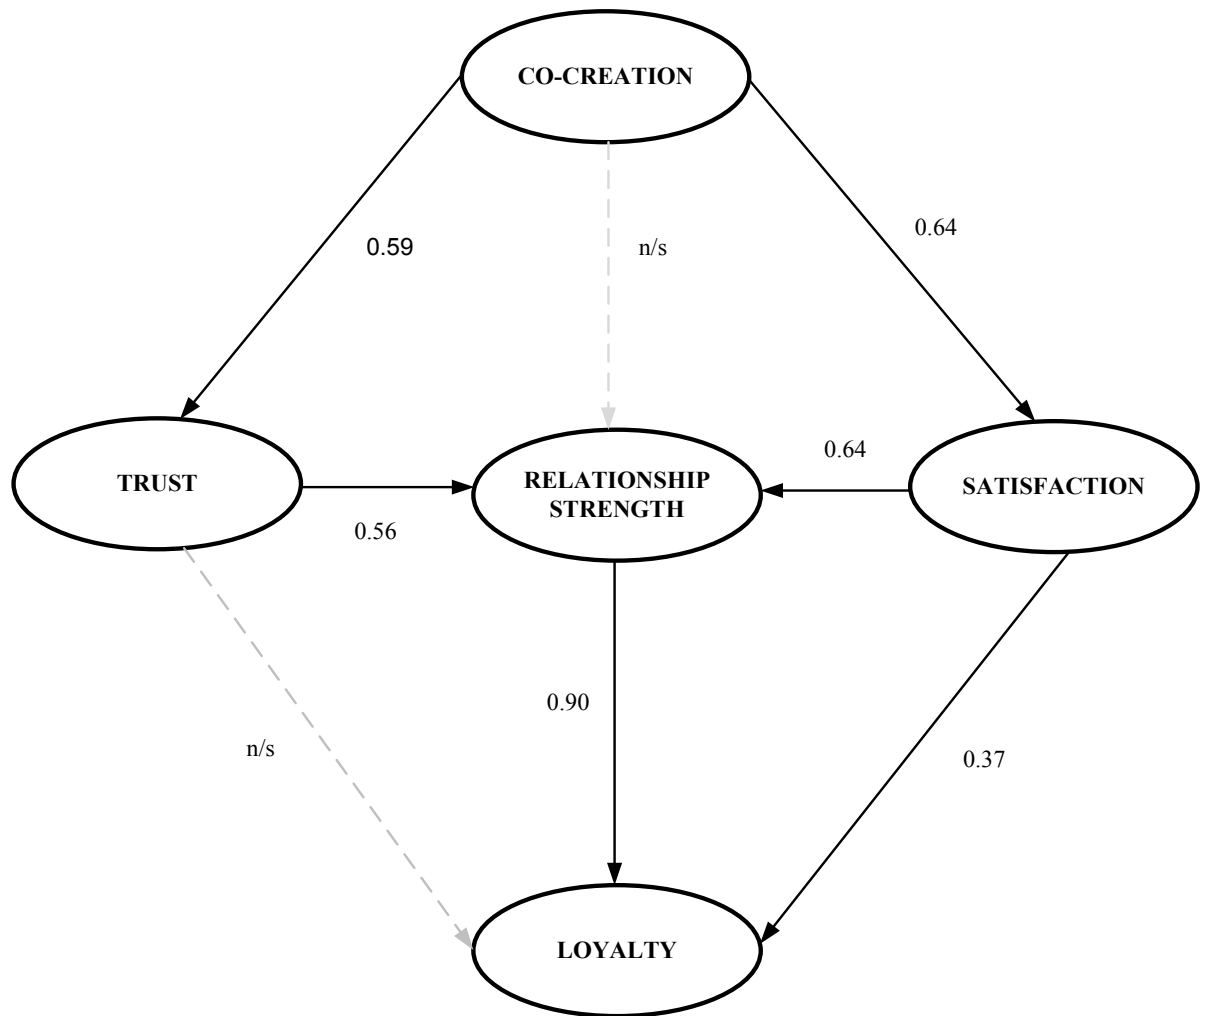 CO-CREATION
0.64
0.59
n/s
0.64
TRUST
RELATIONSHIP
STRENGTH
SATISFACTION
0.56
0.90
n/s
0.37
LOYALTY